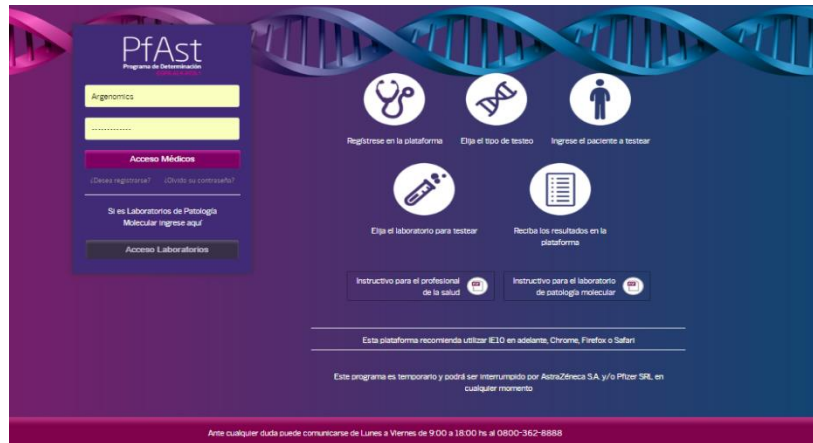 PfAst
Programa de Determinación
Argenomics
Acceso Médicos
¿Desea registrarse? ¿Olvido su contraseña?
Si es Laboratorios de Patología
Molecular ingrese aquí
Acceso Laboratorios
Regístrese en la plataforma
Elija el tipo de testeo
Ingrese el paciente a testear
Elija el laboratorio para testear
Reciba los resultados en la
plataforma
Instructivo para el profesional
de la salud
Instructivo para el laboratorio
de patología molecular
Esta plataforma recomienda utilizar IE10 en adelante, Chrome, Firefox o Safari
Este programa es temporario y podrá ser interrumpido por AstraZéneca S.A. y/o Pfizer SRL en
cualquier momento
Ante cualquier duda puede comunicarse de Lunes a Viernes de 9:00 a 18:00 hs al 0800-362-8888